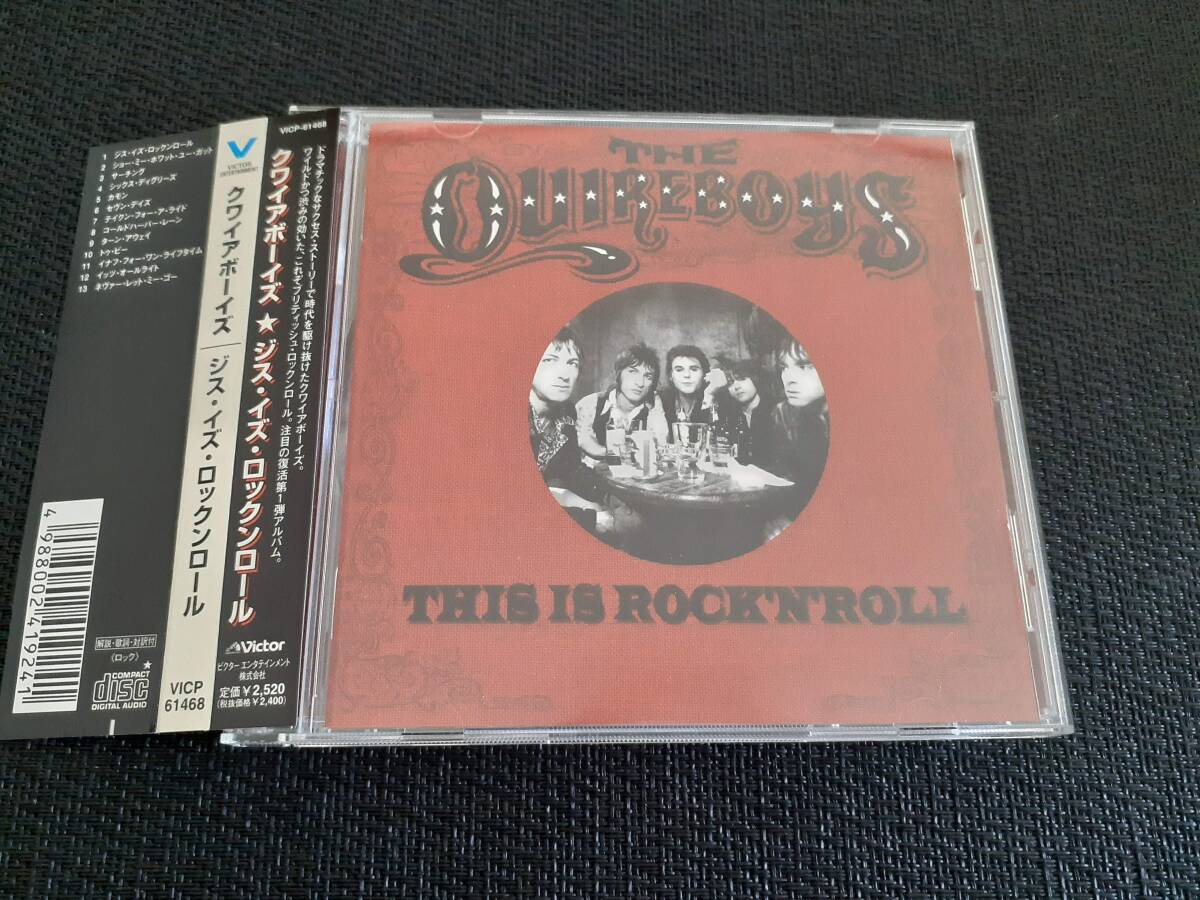 1 ジス・イズ・ロックンロール
2 ショー・ミー・ホワット・ユー・ガット
3 サーチング
4 シックス・ディグリーズ
5 カモン
6 セヴン・デイズ
7 テイクン・フォー・ア・ライド
8 コールドハーバー・レーン
9 ターン・アウェイ
10 トゥ・ビー
11 イナフ・フォー・ワン・ライフタイム
12 イッツ・オールライト
13 ネヴァー・レット・ミー・ゴー
4 988002 419241
解説・歌詞・対訳付
〈ロック〉
COMPACT
disc
DIGITAL AUDIO
V
VICTOR
ENTERTAINMENT
クワイアボーイズ
ジス・イズ・ロックンロール
VICP
61468
VICP-61468
ドラマチックなサクセス・ストーリーで時代を駆け抜けたクワイアボーイズ。
ワイルドかつ渋みの効いた、これぞブリティッシュ・ロックンロール。注目の復活第1弾アルバム。
クワイアボーイズ★ジス・イズ・ロックンロール
Victor
ビクター エンタテインメント
株式会社
定価￥2,520
(税抜価格￥2,400)
THE
QUIREBOYS
THIS IS ROCK'N'ROLL